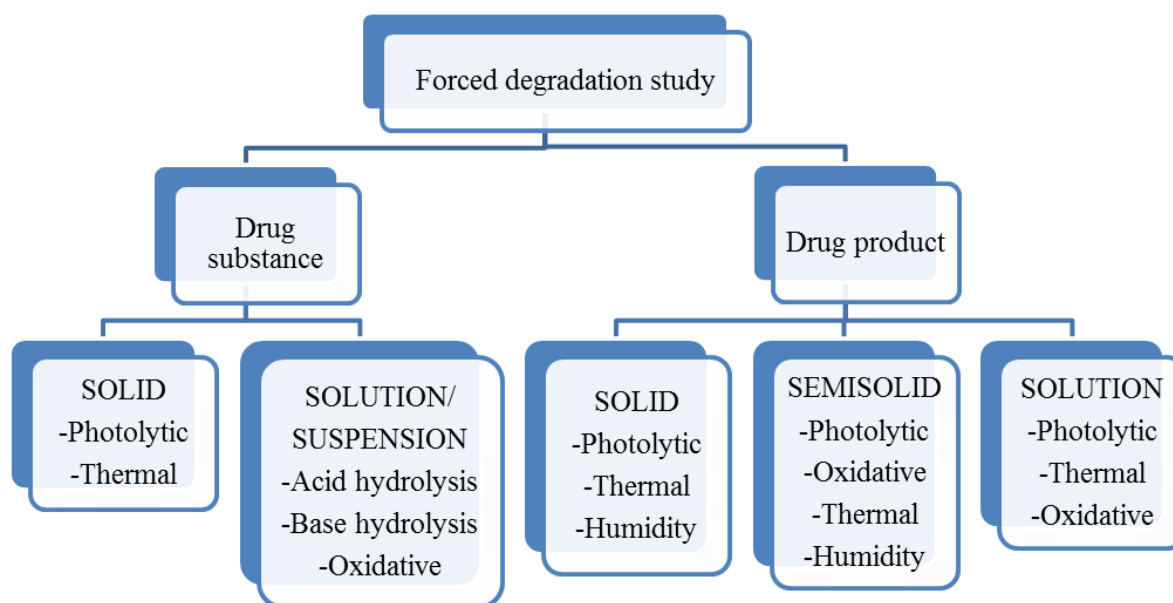 Forced degradation study
Drug
substance
Drug product
SOLID
-Photolytic
-Thermal
SOLUTION/
SUSPENSION
-Acid hydrolysis
-Base hydrolysis
-Oxidative
SOLID
-Photolytic
-Thermal
-Humidity
SEMISOLID
-Photolytic
-Oxidative
-Thermal
-Humidity
SOLUTION
-Photolytic
-Thermal
-Oxidative